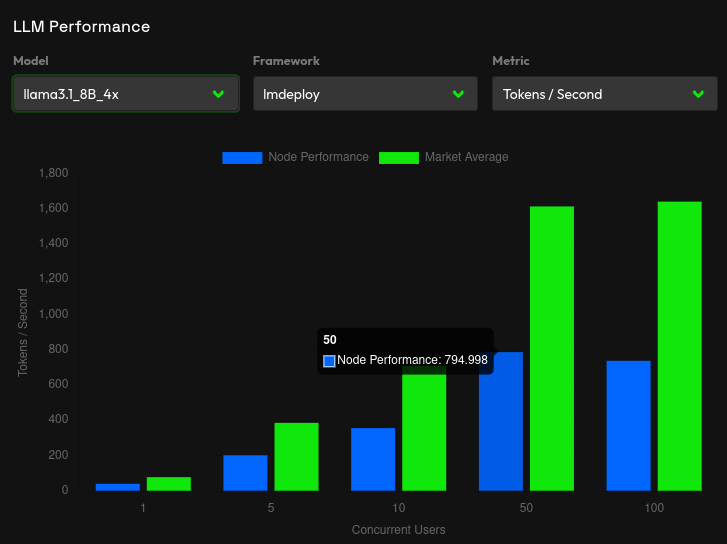 LLM Performance
Model Framework Metric
llama3.1_8B_4x lmdeploy Tokens / Second
Node Performance Market Average
1,800
1,600
1,400
1,200
1,000
800
600
400
200
0
Tokens / Second
50
Node Performance: 794.998
1 5 10 50 100
Concurrent Users